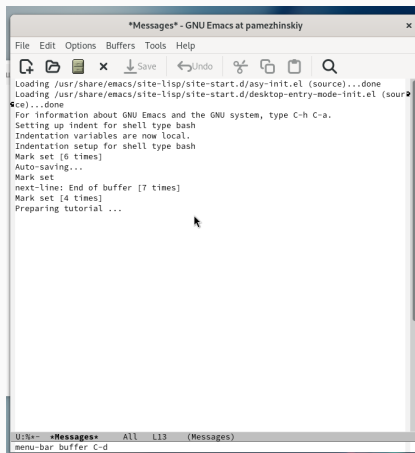 *Messages* - GNU Emacs at pamezhinskiy
File Edit Options Buffers Tools Help
Save Undo
Loading /usr/share/emacs/site-lisp/site-start.d/asy-init.el (source)...done
Loading /usr/share/emacs/site-lisp/site-start.d/desktop-entry-mode-init.el (sour
ce)...done
For information about GNU Emacs and the GNU system, type C-h C-a.
Setting up indent for shell type bash
Indentation variables are now local.
Indentation setup for shell type bash
Mark set [6 times]
Auto-saving...
Mark set
next-line: End of buffer [7 times]
Mark set [4 times]
Preparing tutorial ...
U:%*- *Messages* All L13 (Messages)
menu-bar buffer C-d